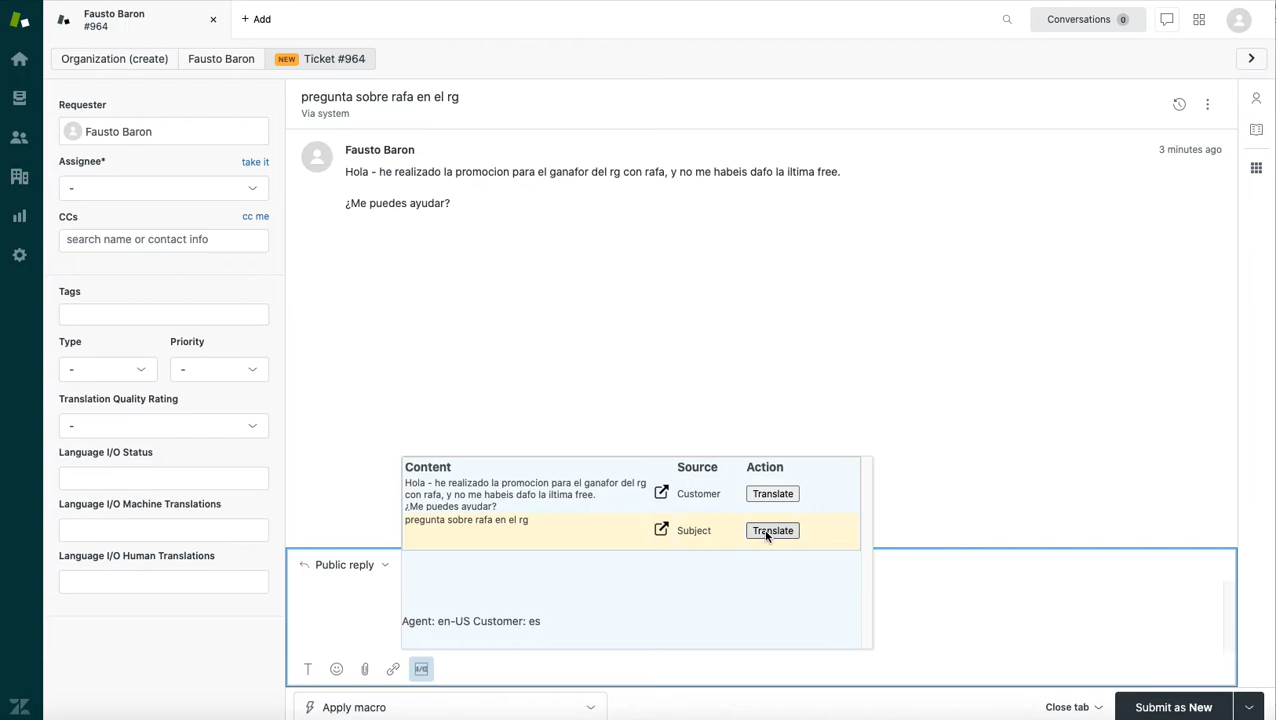 Fausto Baron
#964
+ Add
Conversations 0
Organization (create)
Fausto Baron
NEW Ticket #964
Requester
Fausto Baron
Assignee*
take it
-
CCs
cc me
search name or contact info
Tags
Type
Priority
-
-
Translation Quality Rating
-
Language I/O Status
Language I/O Machine Translations
Language I/O Human Translations
pregunta sobre rafa en el rg
Via system
Fausto Baron
3 minutes ago
Hola - he realizado la promocion para el ganafor del rg con rafa, y no me habeis dafo la iltima free.
¿Me puedes ayudar?
Content
Source
Action
Hola - he realizado la promocion para el ganafor del rg
con rafa, y no me habeis dafo la iltima free.
¿Me puedes ayudar?
Customer
Translate
pregunta sobre rafa en el rg
Subject
Translate
Agent: en-US Customer: es
Public reply
T
I/O
Apply macro
Close tab
Submit as New